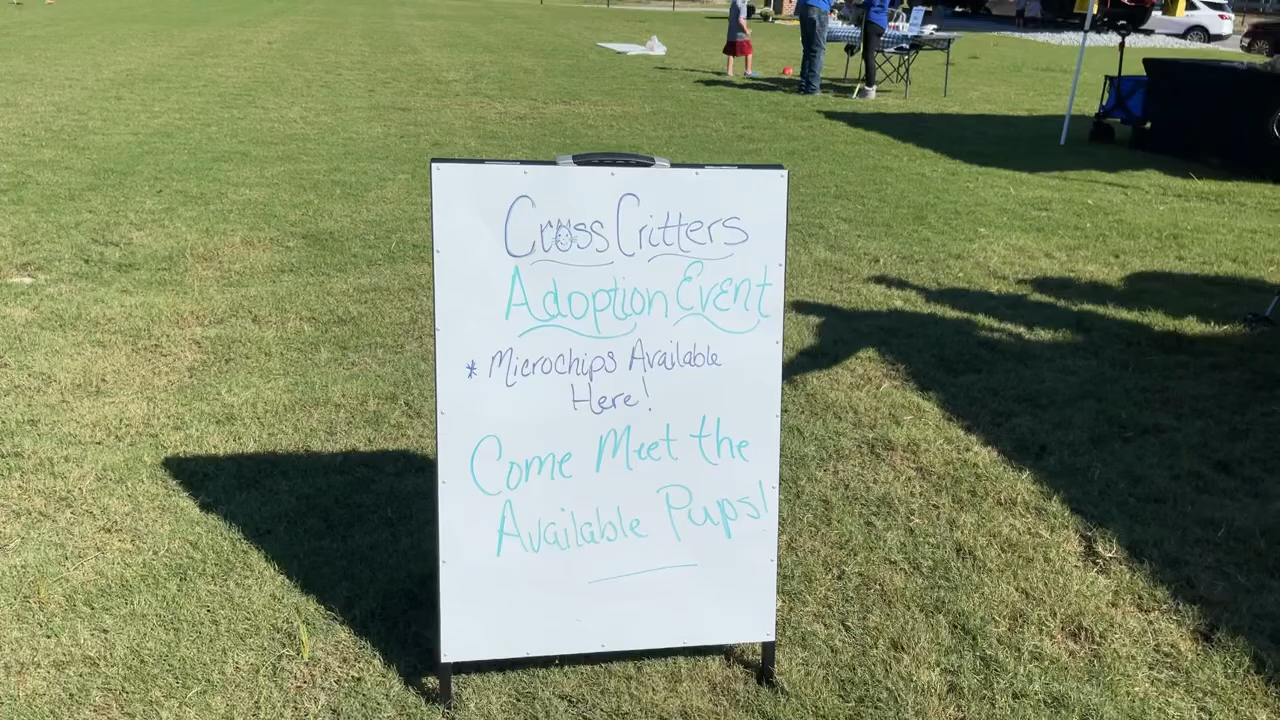 Cross Critters
Adoption Event
* Microchips Available
Here!
Come Meet the
Available Pups!